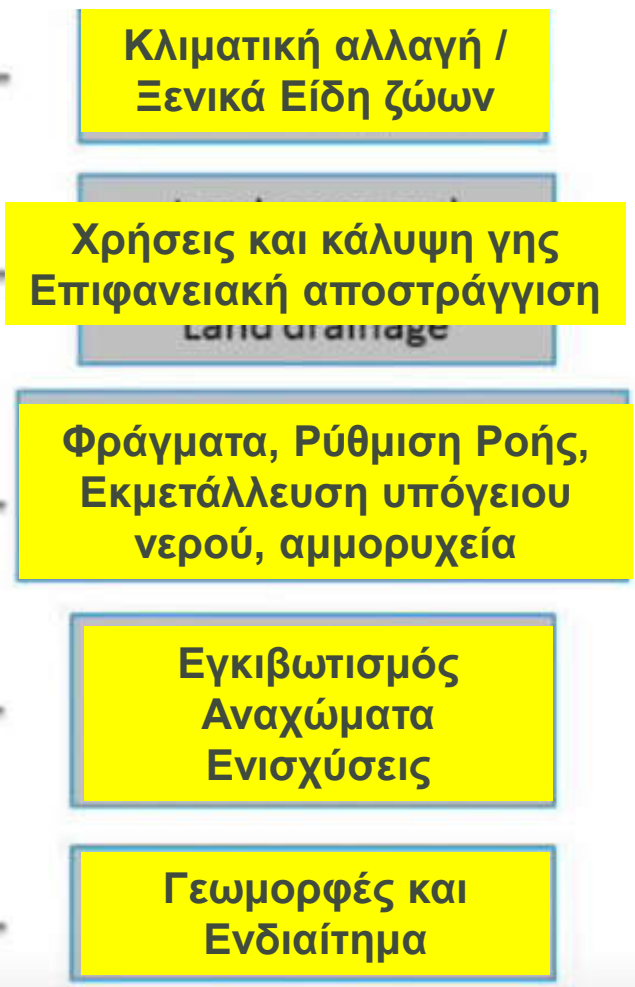 Κλιματική αλλαγή /
Ξενικά Είδη ζώων
Χρήσεις και κάλυψη γης
Επιφανειακή αποστράγγιση
Land drainage
Φράγματα, Ρύθμιση Ροής,
Εκμετάλλευση υπόγειου
νερού, αμμορυχεία
Εγκιβωτισμός
Αναχώματα
Ενισχύσεις
Γεωμορφές και
Ενδιαίτημα